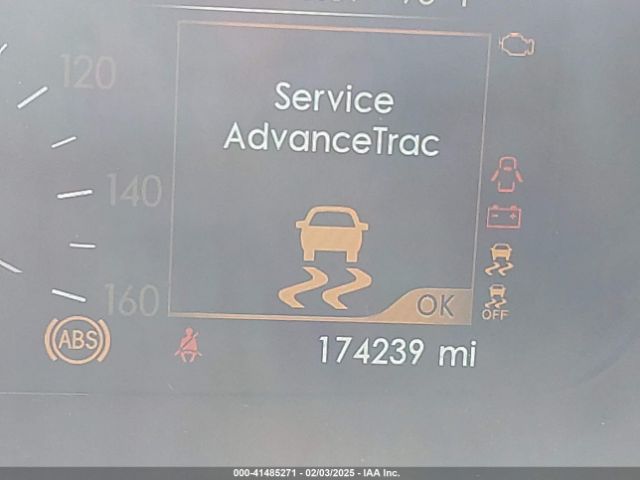 120
Service
AdvanceTrac
140
160
OK
OFF
ABS
174239 mi
000-41485271 - 02/03/2025 - IAA Inc.